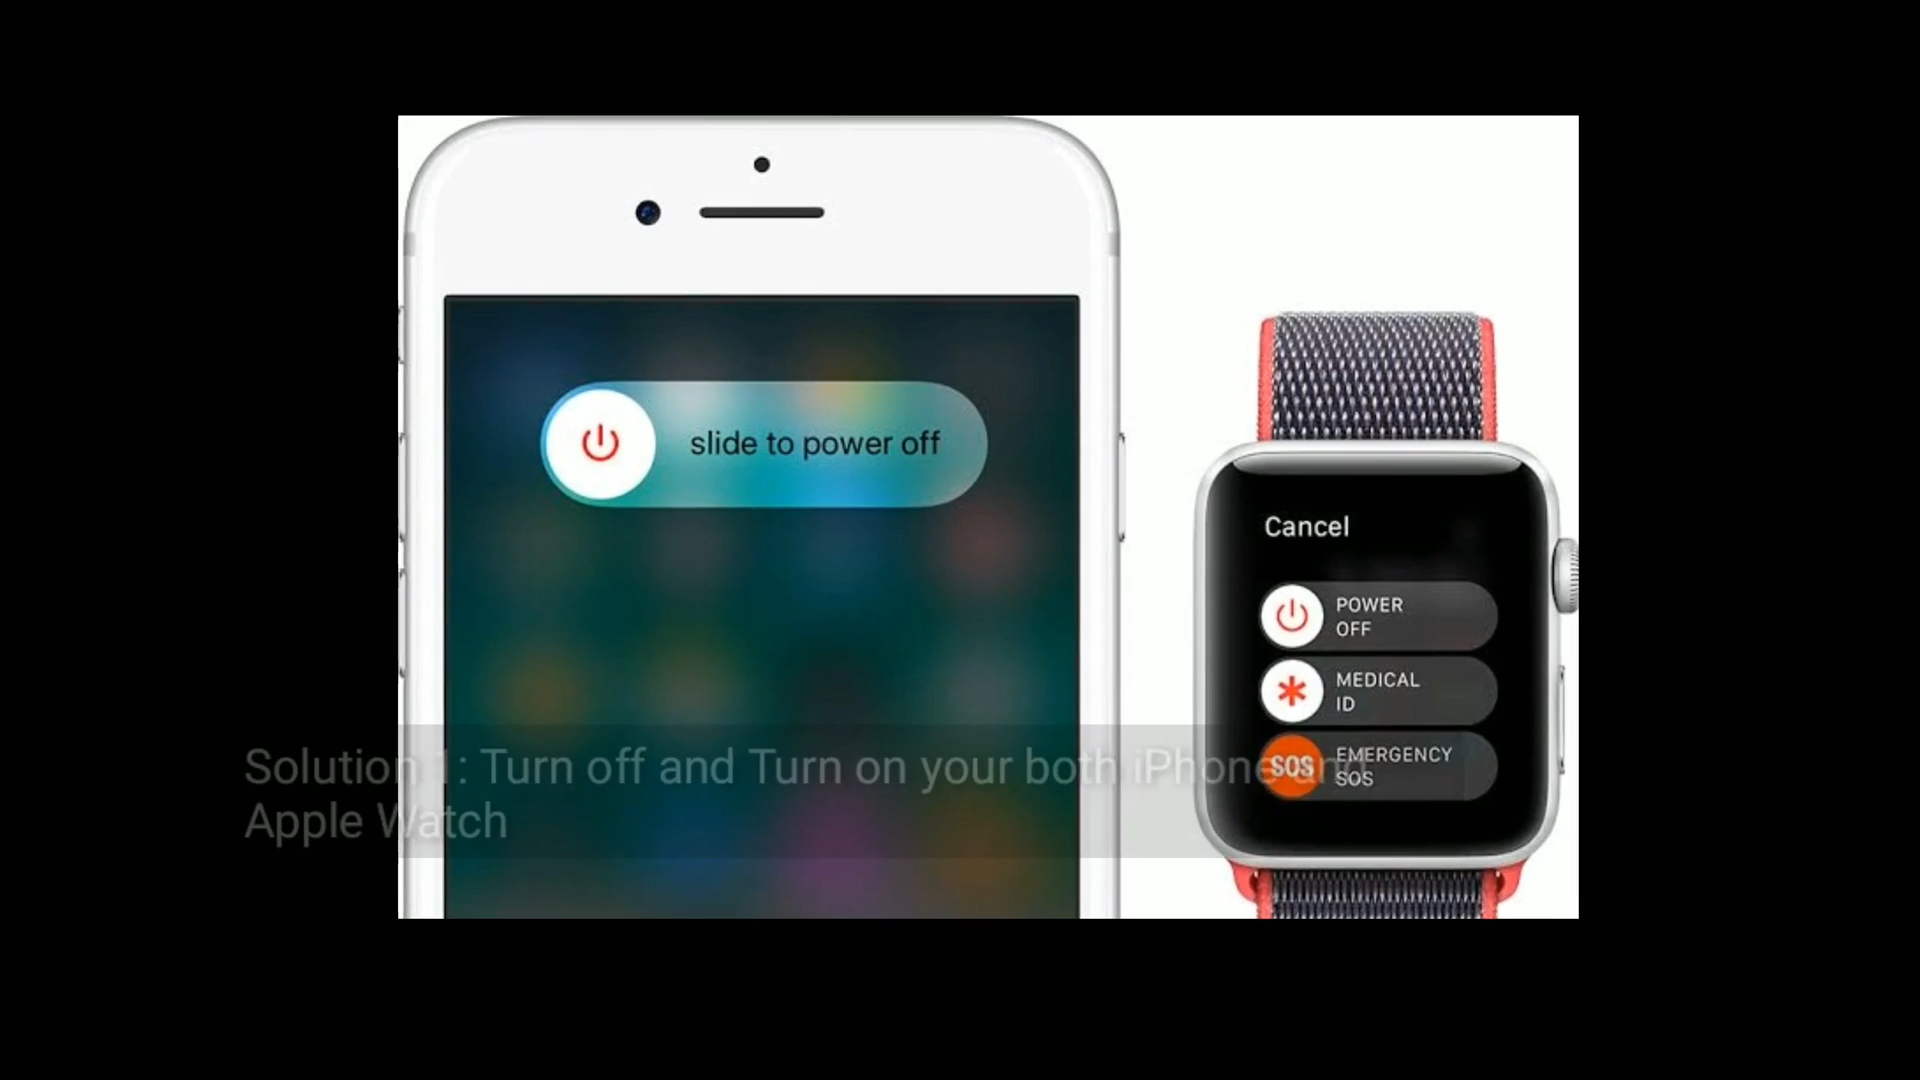 slide to power off
Cancel
POWER
OFF
MEDICAL
ID
SOS EMERGENCY
SOS
Solution 1: Turn off and Turn on your both iPhone and
Apple Watch